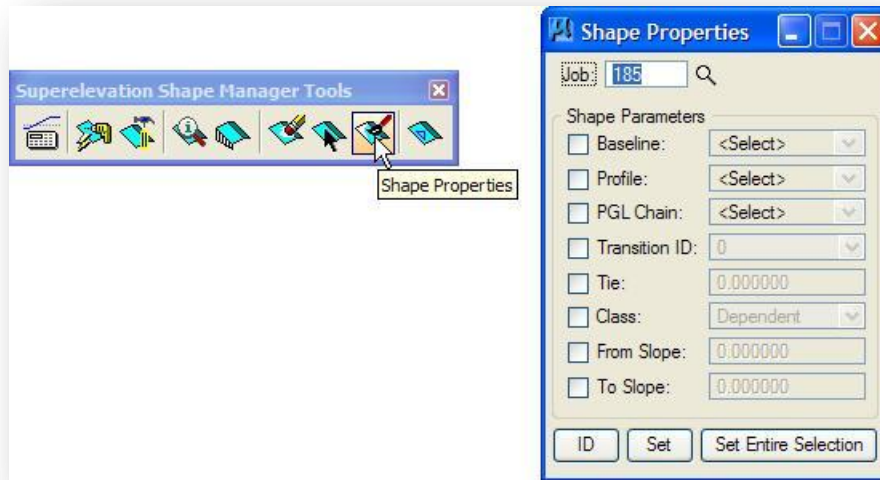 Superelevation Shape Manager Tools
Shape Properties
Shape Properties
Job: 185
Shape Parameters
Baseline: <Select>
Profile: <Select>
PGL Chain: <Select>
Transition ID: 0
Tie: 0.000000
Class: Dependent
From Slope: 0.000000
To Slope: 0.000000
ID Set Set Entire Selection